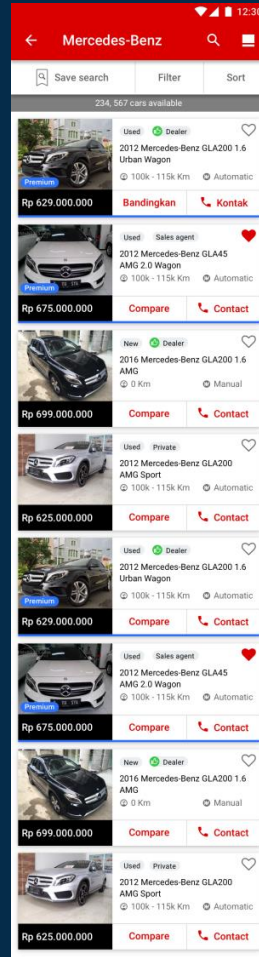 12:30
Mercedes-Benz
Save search
Filter
Sort
234, 567 cars available
Used
Dealer
2012 Mercedes-Benz GLA200 1.6
Urban Wagon
100k - 115k Km
Automatic
Premium
Rp 629.000.000
Bandingkan
Kontak
Used
Sales agent
2012 Mercedes-Benz GLA45
AMG 2.0 Wagon
100k - 115k Km
Automatic
Premium
Rp 675.000.000
Compare
Contact
New
Dealer
2016 Mercedes-Benz GLA200 1.6
AMG
0 Km
Manual
Rp 699.000.000
Compare
Contact
Used
Private
2012 Mercedes-Benz GLA200
AMG Sport
100k - 115k Km
Automatic
Rp 625.000.000
Compare
Contact
Used
Dealer
2012 Mercedes-Benz GLA200 1.6
Urban Wagon
100k - 115k Km
Automatic
Premium
Rp 629.000.000
Compare
Contact
Used
Sales agent
2012 Mercedes-Benz GLA45
AMG 2.0 Wagon
100k - 115k Km
Automatic
Premium
Rp 675.000.000
Compare
Contact
New
Dealer
2016 Mercedes-Benz GLA200 1.6
AMG
0 Km
Manual
Rp 699.000.000
Compare
Contact
Used
Private
2012 Mercedes-Benz GLA200
AMG Sport
100k - 115k Km
Automatic
Rp 625.000.000
Compare
Contact